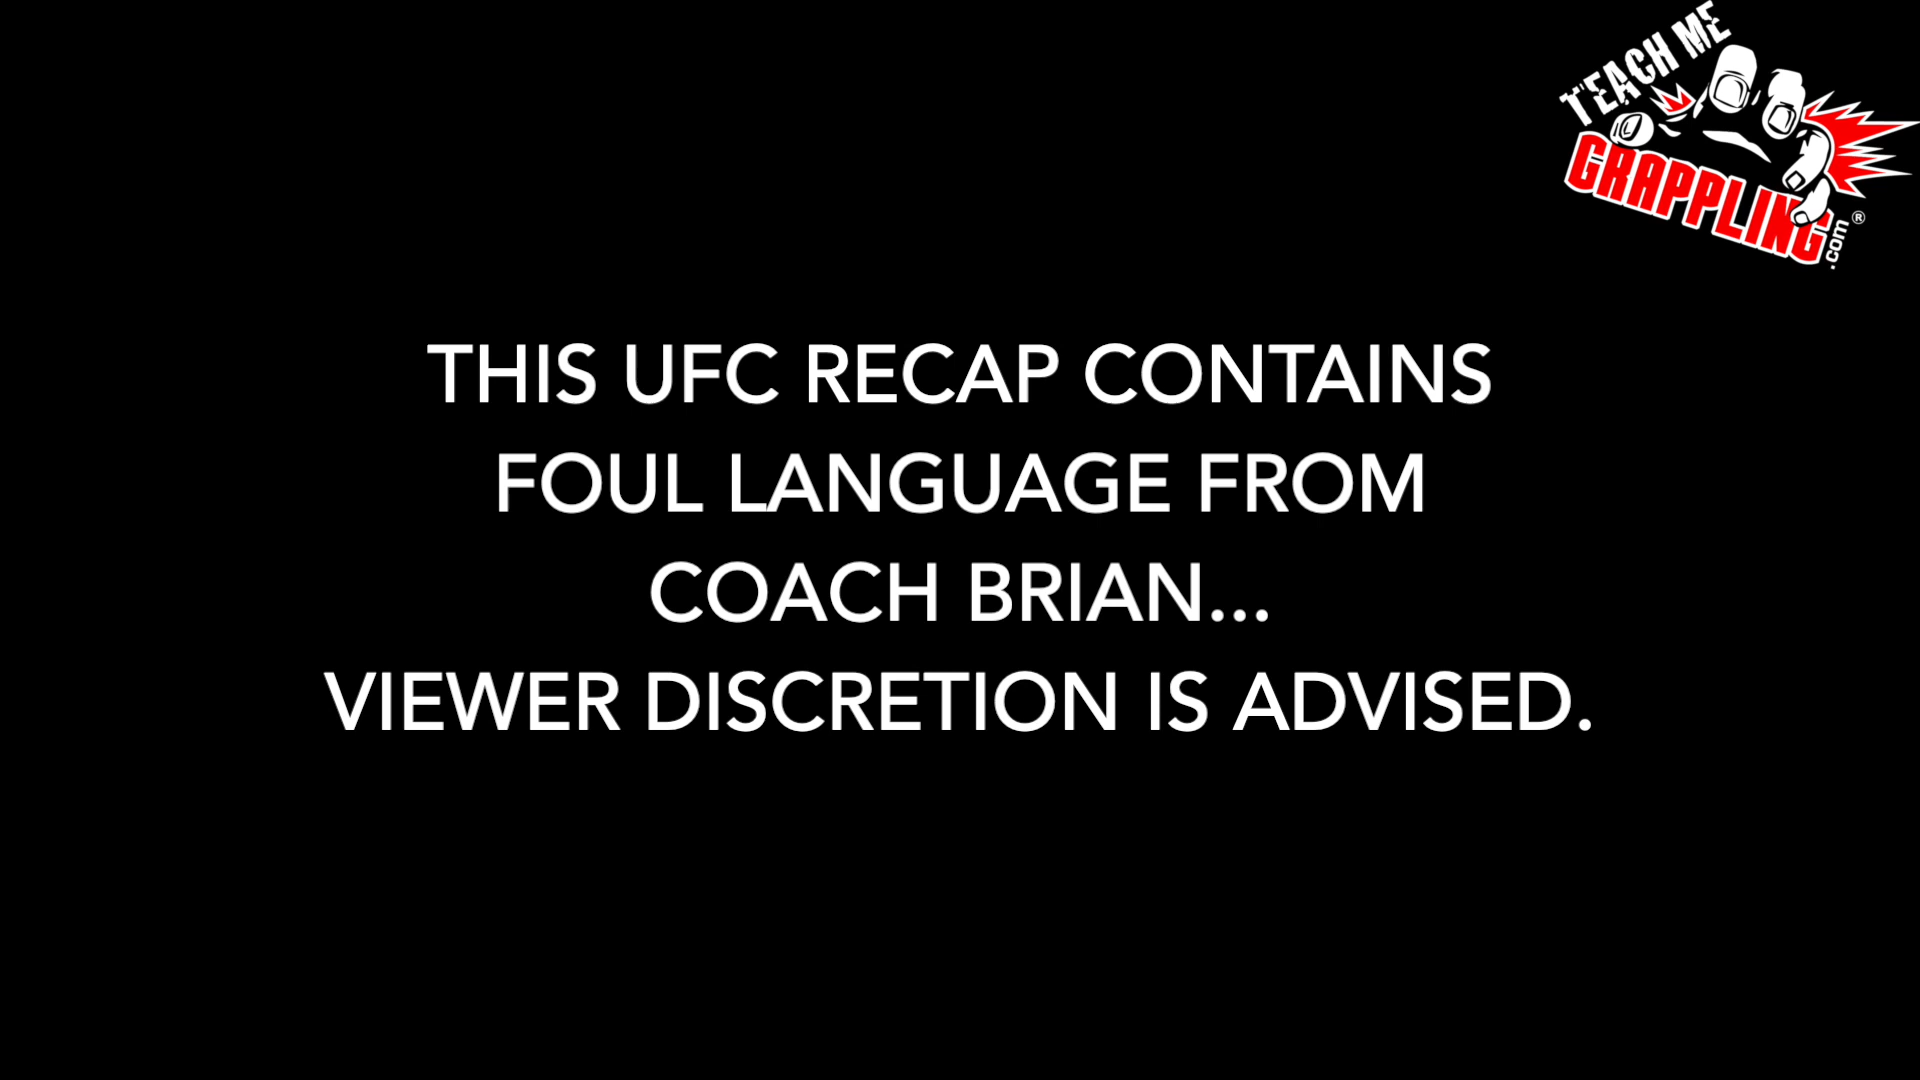 TEACH ME
GRAPPLING
.com ®
THIS UFC RECAP CONTAINS
FOUL LANGUAGE FROM
COACH BRIAN...
VIEWER DISCRETION IS ADVISED.